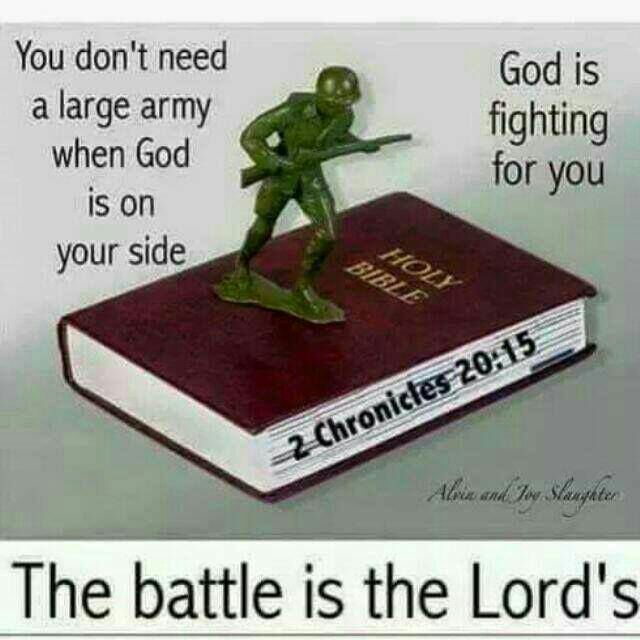 You don't need
a large army
when God
is on
your side
God is
fighting
for you
HOLY
BIBLE
2 Chronicles 20:15
Alvin and Joy Slaughter
The battle is the Lord's